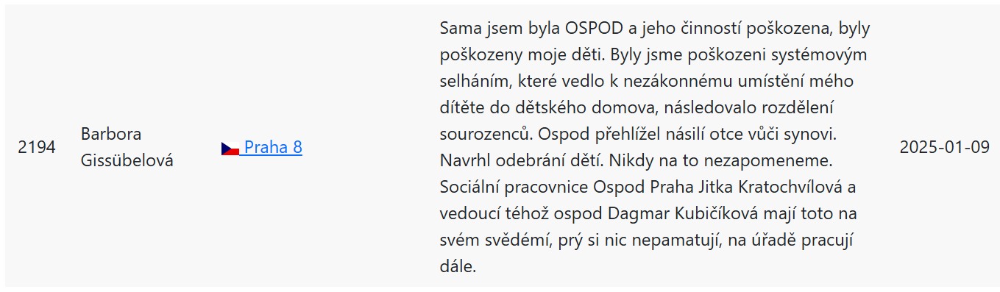 Sama jsem byla OSPOD a jeho činností poškozena, byly
poškozeny moje děti. Byly jsme poškozeni systémovým
selháním, které vedlo k nezákonnému umístění mého
dítěte do dětského domova, následovalo rozdělení
sourozenců. Ospod přehlížel násilí otce vůči synovi.
Navrhl odebrání dětí. Nikdy na to nezapomeneme.
Sociální pracovnice Ospod Praha Jitka Kratochvílová a
vedoucí téhož ospod Dagmar Kubičíková mají toto na
svém svědémí, prý si nic nepamatují, na úřadě pracují
dále.
2194
Barbora
Gissübelová
Praha 8
2025-01-09